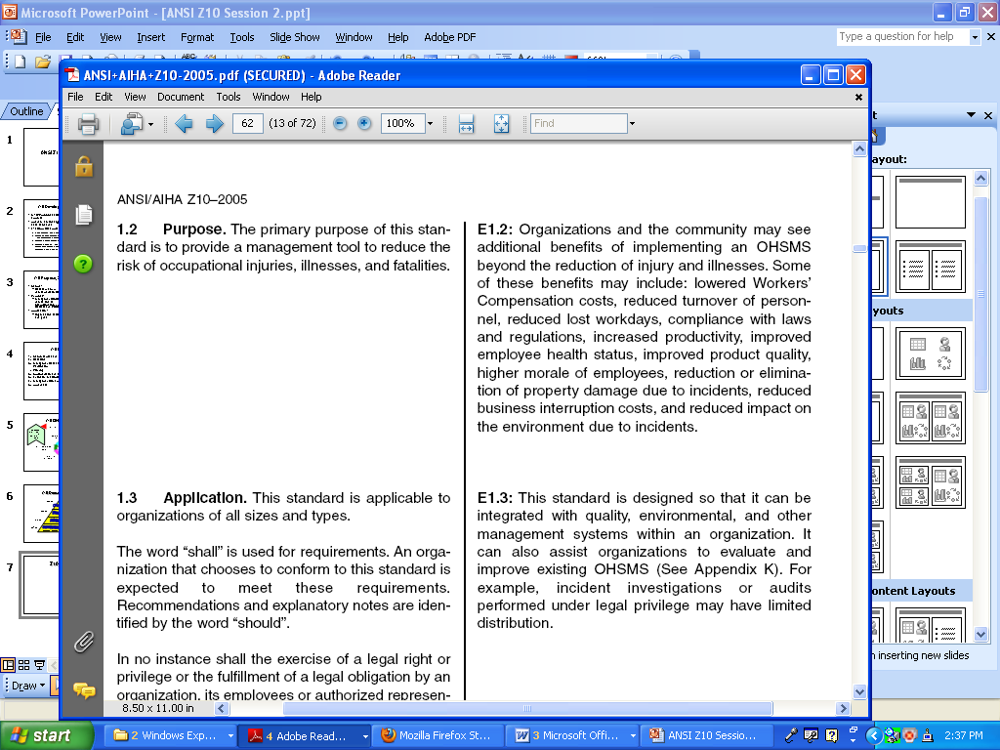 Microsoft PowerPoint - [ANSI Z10 Session 2.ppt]
File Edit View Insert Format Tools Slide Show Window Help Adobe PDF
Type a question for help
ANSI+AIHA+Z10-2005.pdf (SECURED) - Adobe Reader
File Edit View Document Tools Window Help
62 (13 of 72) 100% Find
Outline
ayout:
youts
ontent Layouts
n inserting new slides
1
2
3
4
5
6
7
ANSI/AIHA Z10–2005
1.2 Purpose. The primary purpose of this stan-
dard is to provide a management tool to reduce the
risk of occupational injuries, illnesses, and fatalities.
E1.2: Organizations and the community may see
additional benefits of implementing an OHSMS
beyond the reduction of injury and illnesses. Some
of these benefits may include: lowered Workers’
Compensation costs, reduced turnover of person-
nel, reduced lost workdays, compliance with laws
and regulations, increased productivity, improved
employee health status, improved product quality,
higher morale of employees, reduction or elimina-
tion of property damage due to incidents, reduced
business interruption costs, and reduced impact on
the environment due to incidents.
1.3 Application. This standard is applicable to
organizations of all sizes and types.
The word “shall” is used for requirements. An orga-
nization that chooses to conform to this standard is
expected to meet these requirements.
Recommendations and explanatory notes are iden-
tified by the word “should”.
In no instance shall the exercise of a legal right or
privilege or the fulfillment of a legal obligation by an
organization, its employees or authorized represen-
E1.3: This standard is designed so that it can be
integrated with quality, environmental, and other
management systems within an organization. It
can also assist organizations to evaluate and
improve existing OHSMS (See Appendix K). For
example, incident investigations or audits
performed under legal privilege may have limited
distribution.
8.50 x 11.00 in
Draw
start
2 Windows Exp...
4 Adobe Read...
Mozilla Firefox St...
3 Microsoft Offi...
ANSI Z10 Sessio...
2:37 PM